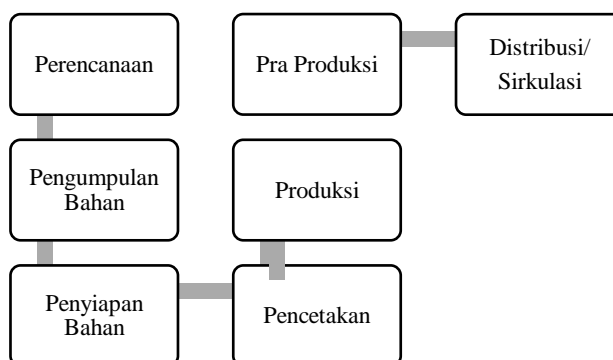 Perencanaan
Pengumpulan
Bahan
Penyiapan
Bahan
Pencetakan
Produksi
Pra Produksi
Distribusi/
Sirkulasi